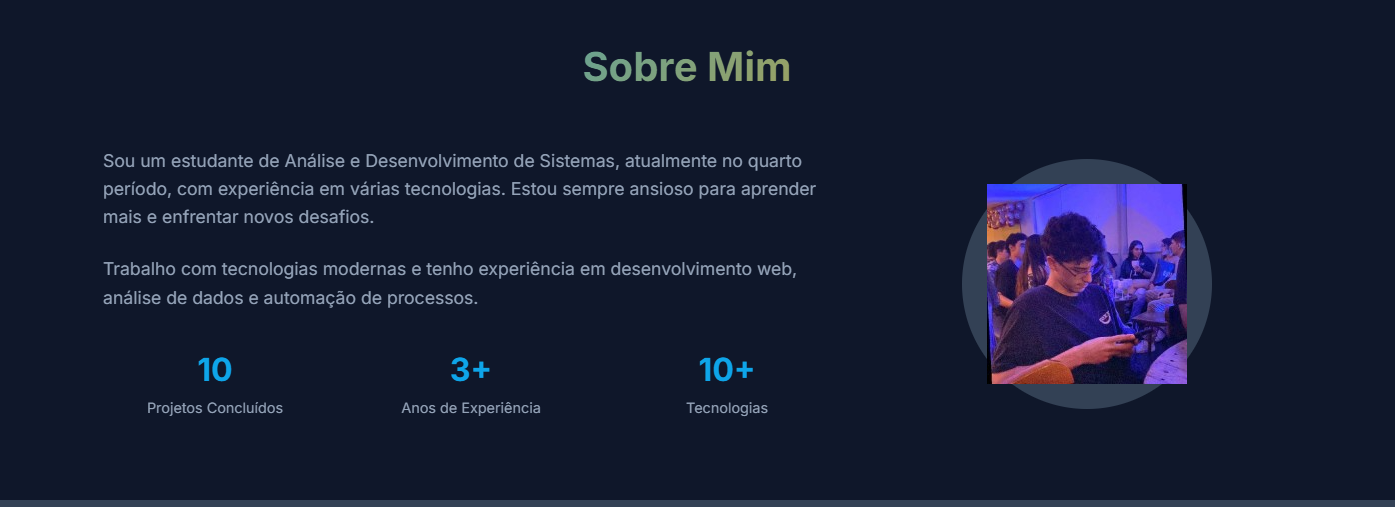 Sobre Mim
Sou um estudante de Análise e Desenvolvimento de Sistemas, atualmente no quarto
período, com experiência em várias tecnologias. Estou sempre ansioso para aprender
mais e enfrentar novos desafios.
Trabalho com tecnologias modernas e tenho experiência em desenvolvimento web,
análise de dados e automação de processos.
10
Projetos Concluídos
3+
Anos de Experiência
10+
Tecnologias